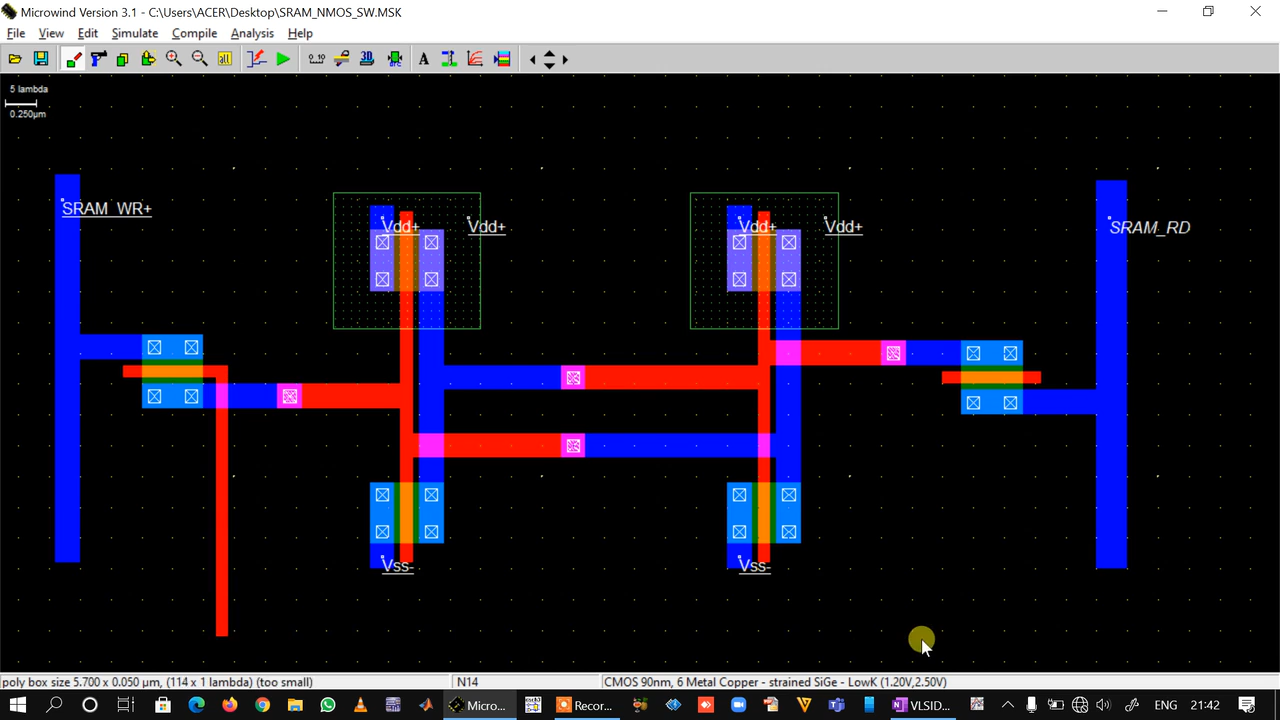 Microwind Version 3.1 - C:\Users\ACER\Desktop\SRAM_NMOS_SW.MSK
File View Edit Simulate Compile Analysis Help
5 lambda
0.250µm
SRAM_WR+
Vdd+ Vdd+ Vdd+ Vdd+ SRAM_RD
Vss- Vss-
poly box size 5.700 x 0.050 µm, (114 x 1 lambda) (too small) N14 CMOS 90nm, 6 Metal Copper - strained SiGe - LowK (1.20V,2.50V)
Micro... Recor... VLSID... ENG 21:42